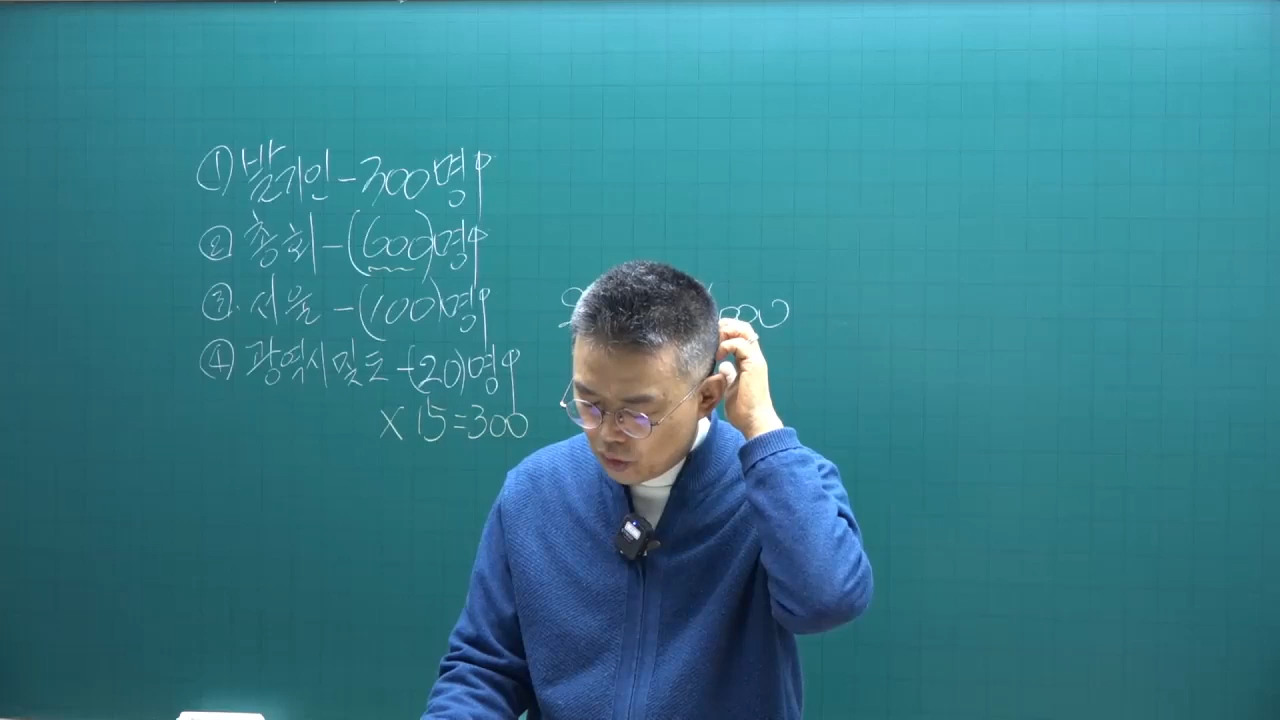 ① 발기인 - 300명↑
② 총회 - (600)명↑
③. 서울 - (100)명↑
④ 광역시 및 도 - (20)명↑
× 15 = 300